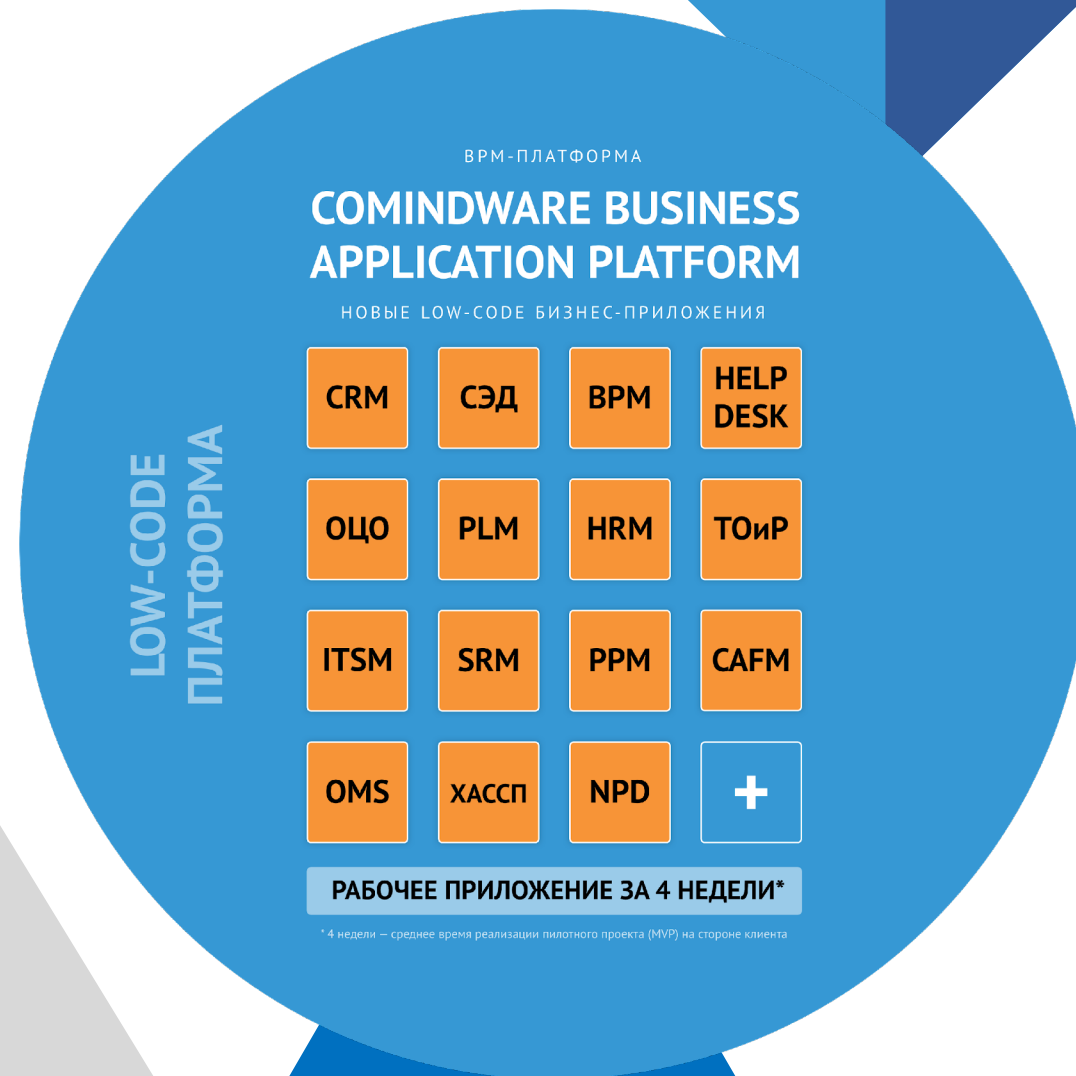 BPM-ПЛАТФОРМА
COMINDWARE BUSINESS
APPLICATION PLATFORM
НОВЫЕ LOW-CODE БИЗНЕС-ПРИЛОЖЕНИЯ
LOW-CODE
ПЛАТФОРМА
CRM СЭД BPM HELP DESK
ОЦО PLM HRM ТОиР
ITSM SRM PPM CAFM
OMS ХАССП NPD +
РАБОЧЕЕ ПРИЛОЖЕНИЕ ЗА 4 НЕДЕЛИ*
* 4 недели — среднее время реализации пилотного проекта (MVP) на стороне клиента